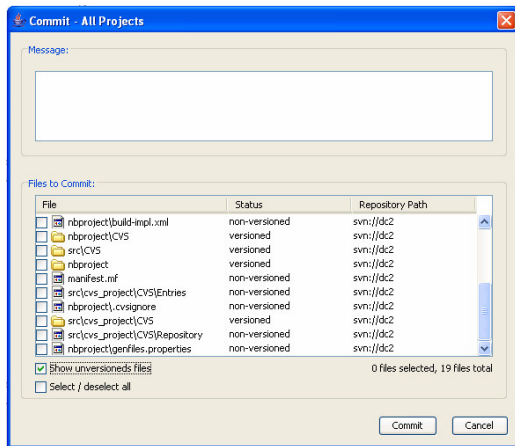 Commit - All Projects
Message:
Files to Commit:
File Status Repository Path
nbproject\build-impl.xml non-versioned svn://dc2
nbproject\CVS versioned svn://dc2
src\CVS versioned svn://dc2
nbproject versioned svn://dc2
manifest.mf non-versioned svn://dc2
src\cvs_project\CVS\Entries non-versioned svn://dc2
nbproject\.cvsignore non-versioned svn://dc2
src\cvs_project\CVS versioned svn://dc2
src\cvs_project\CVS\Repository non-versioned svn://dc2
nbproject\genfiles.properties non-versioned svn://dc2
Show unversioneds files 0 files selected, 19 files total
Select / deselect all
Commit Cancel